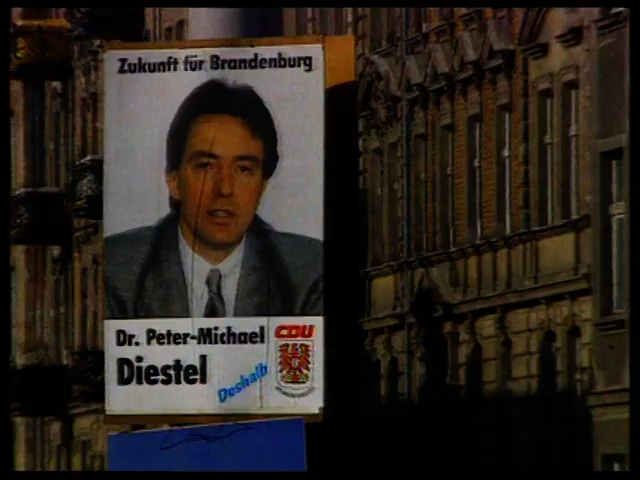 Zukunft für Brandenburg
Dr. Peter-Michael
Diestel
CDU
Deshalb